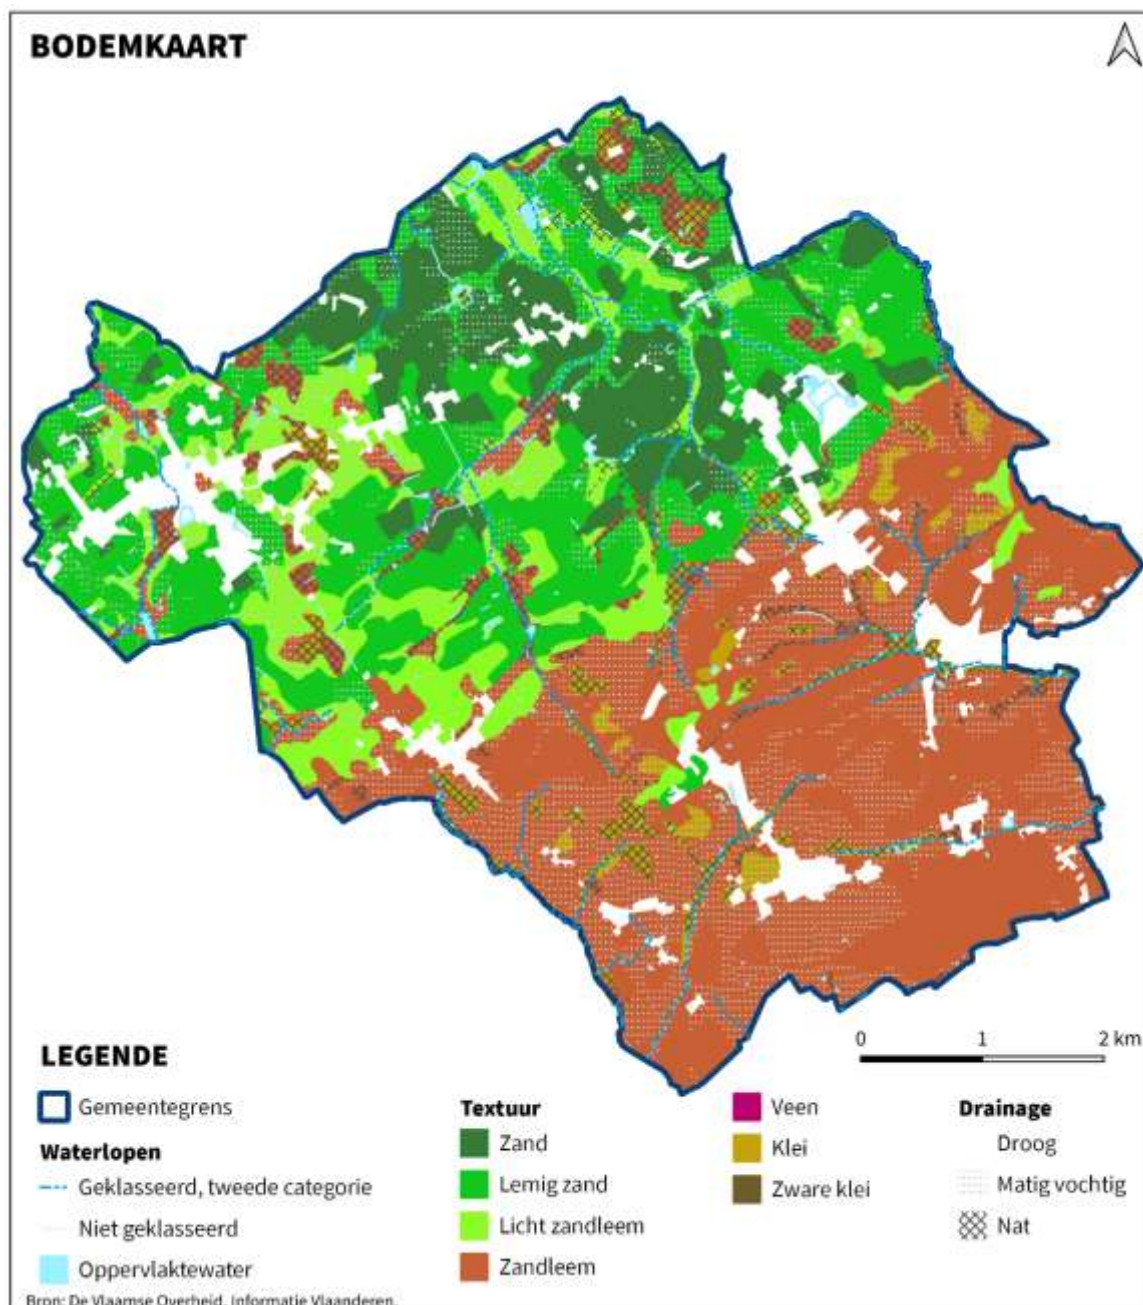 BODEMKAART
0 1 2 km
LEGENDE
Gemeentegrens
Waterlopen
Geklasseerd, tweede categorie
Niet geklasseerd
Oppervlaktewater
Textuur
Zand
Lemig zand
Licht zandleem
Zandleem
Veen
Klei
Zware klei
Drainage
Droog
Matig vochtig
Nat
Bron: De Vlaamse Overheid, Informatie Vlaanderen.